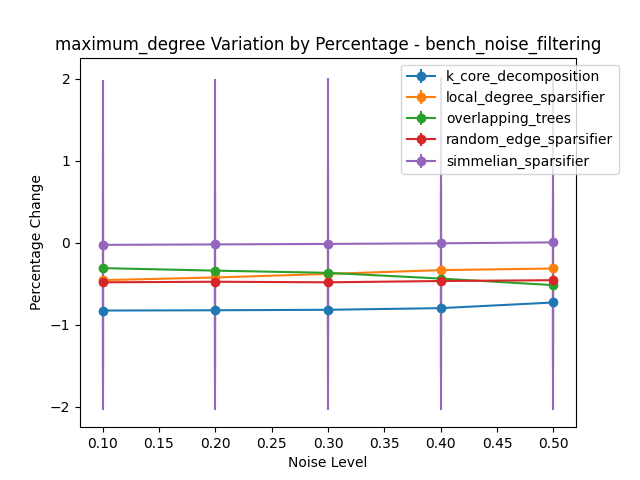 maximum_degree Variation by Percentage - bench_noise_filtering
k_core_decomposition
local_degree_sparsifier
overlapping_trees
random_edge_sparsifier
simmelian_sparsifier
Percentage Change
2
1
0
−1
−2
0.10 0.15 0.20 0.25 0.30 0.35 0.40 0.45 0.50
Noise Level